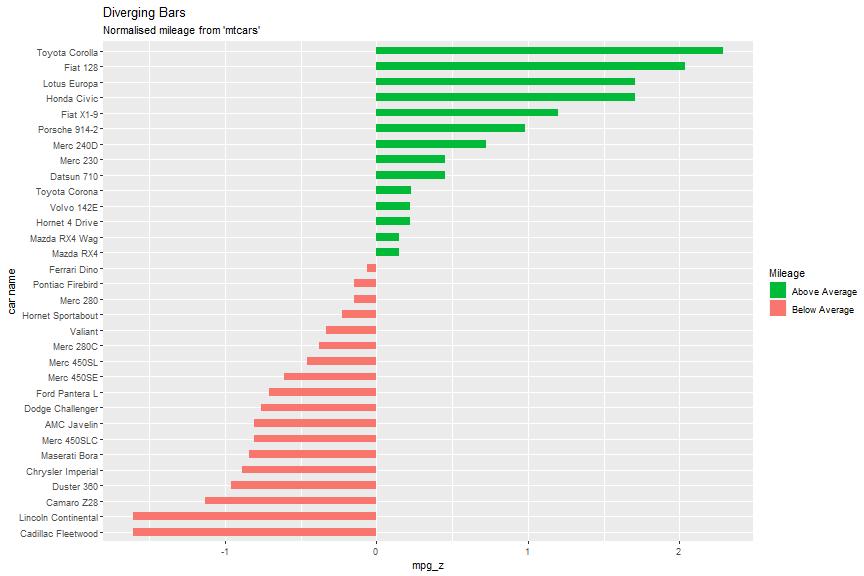 Diverging Bars
Normalised mileage from 'mtcars'
Toyota Corolla
Fiat 128
Lotus Europa
Honda Civic
Fiat X1-9
Porsche 914-2
Merc 240D
Merc 230
Datsun 710
Toyota Corona
Volvo 142E
Hornet 4 Drive
Mazda RX4 Wag
Mazda RX4
Ferrari Dino
Pontiac Firebird
Merc 280
Hornet Sportabout
Valiant
Merc 280C
Merc 450SL
Merc 450SE
Ford Pantera L
Dodge Challenger
AMC Javelin
Merc 450SLC
Maserati Bora
Chrysler Imperial
Duster 360
Camaro Z28
Lincoln Continental
Cadillac Fleetwood
car name
-1 0 1 2
mpg_z
Mileage
Above Average
Below Average